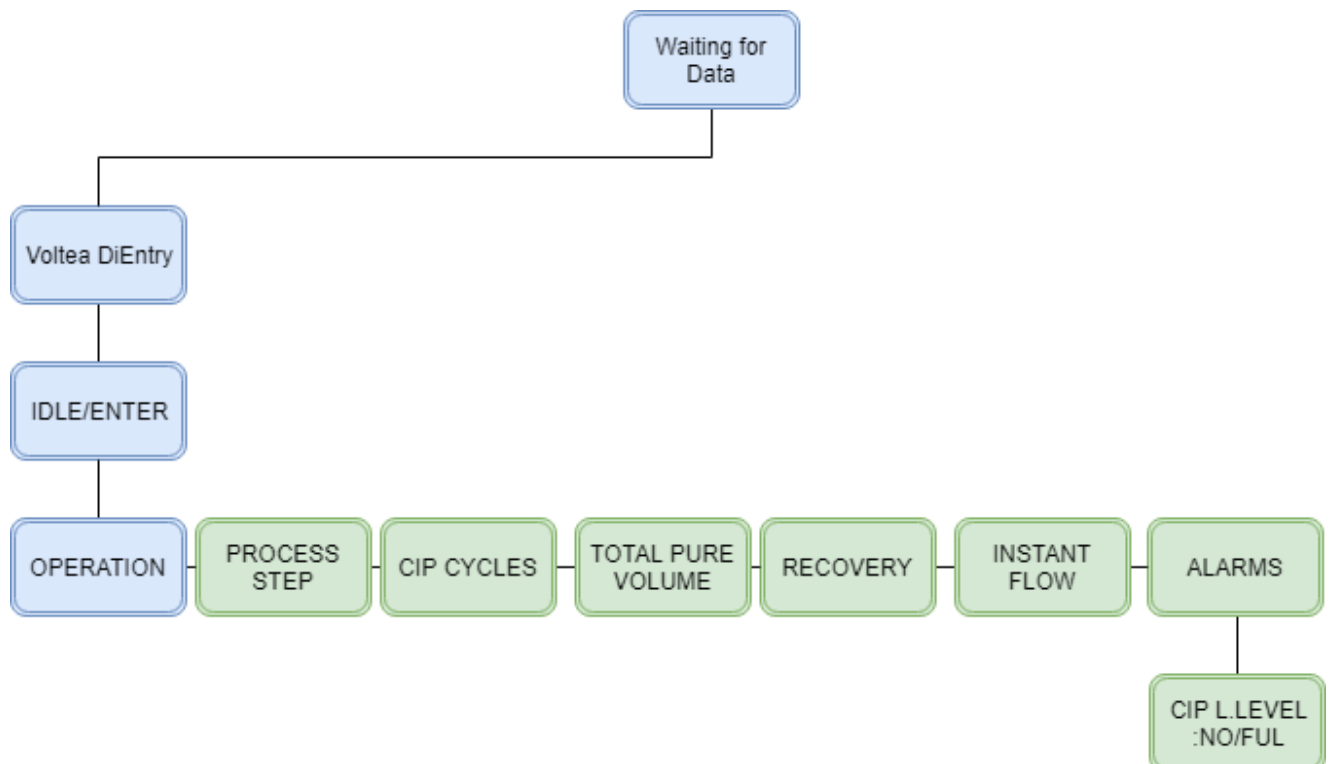 Waiting for
Data
Voltea DiEntry
IDLE/ENTER
OPERATION
PROCESS
STEP
CIP CYCLES
TOTAL PURE
VOLUME
RECOVERY
INSTANT
FLOW
ALARMS
CIP L.LEVEL
:NO/FUL